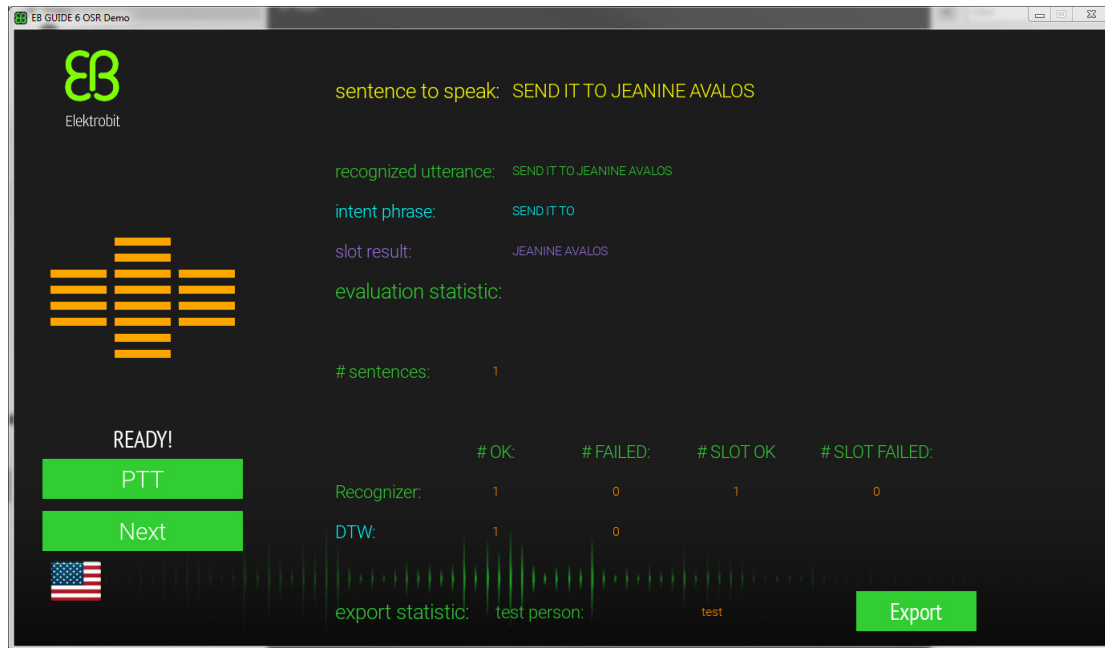 EB GUIDE 6 OSR Demo
EB
Elektrobit
sentence to speak: SEND IT TO JEANINE AVALOS
recognized utterance: SEND IT TO JEANINE AVALOS
intent phrase: SEND IT TO
slot result: JEANINE AVALOS
evaluation statistic:
# sentences: 1
READY!
PTT
Next
# OK: # FAILED: # SLOT OK # SLOT FAILED:
Recognizer: 1 0 1 0
DTW: 1 0
export statistic: test person: test
Export